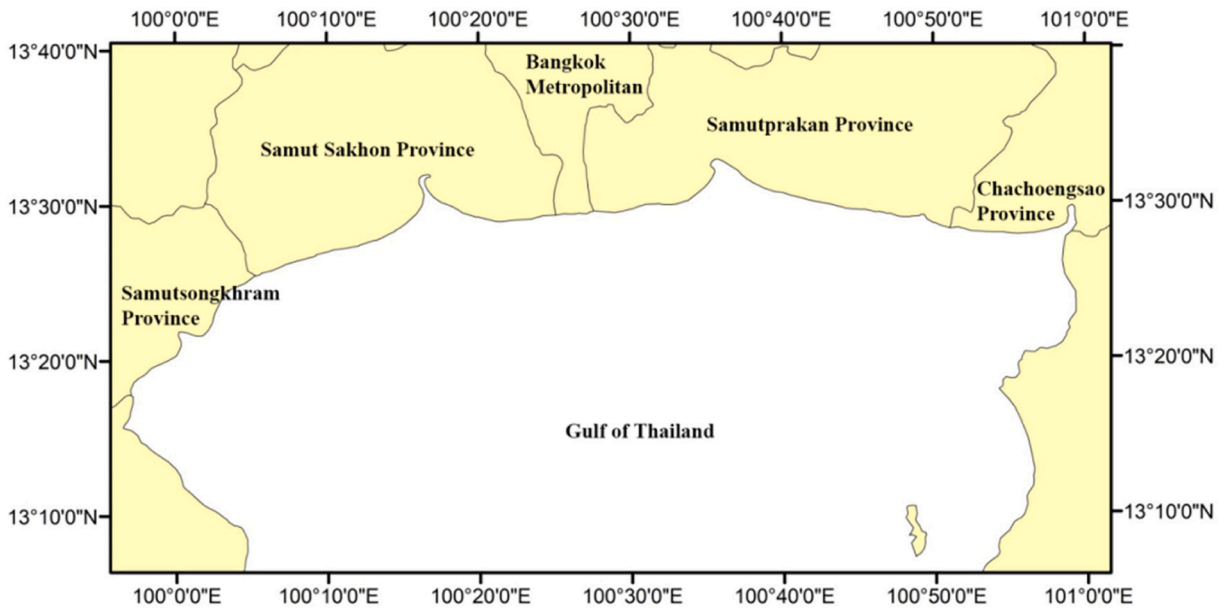 100°0'0"E 100°10'0"E 100°20'0"E 100°30'0"E 100°40'0"E 100°50'0"E 101°0'0"E
13°40'0"N
Bangkok
Metropolitan
Samutprakan Province
Samut Sakhon Province
Chachoengsao
Province
13°30'0"N
13°30'0"N
Samutsongkhram
Province
13°20'0"N
13°20'0"N
Gulf of Thailand
13°10'0"N
13°10'0"N
100°0'0"E 100°10'0"E 100°20'0"E 100°30'0"E 100°40'0"E 100°50'0"E 101°0'0"E